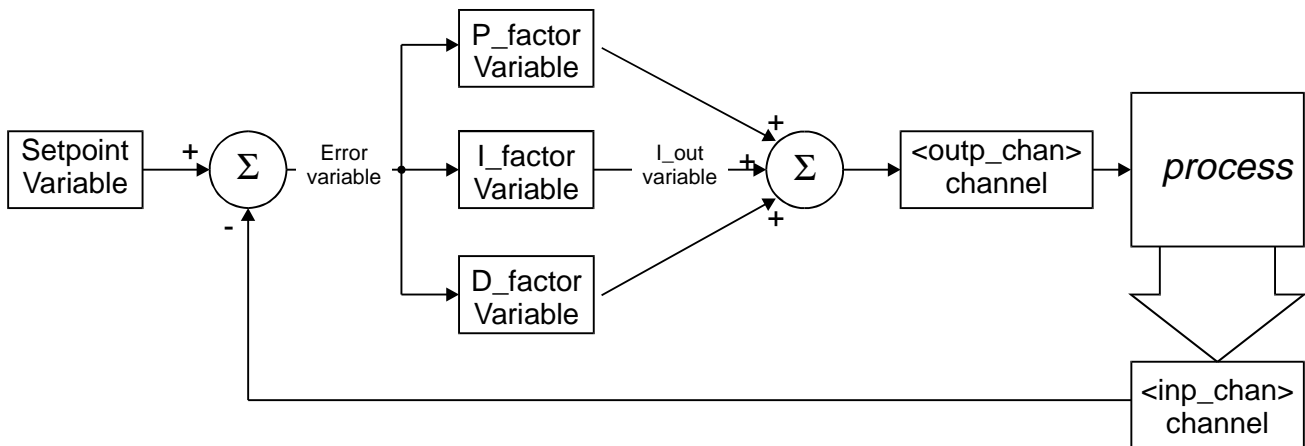 P_factor
Variable
Setpoint
Variable
+
Σ
-
Error
variable
I_factor
Variable
I_out
variable
D_factor
Variable
+
+
+
Σ
<outp_chan>
channel
process
<inp_chan>
channel